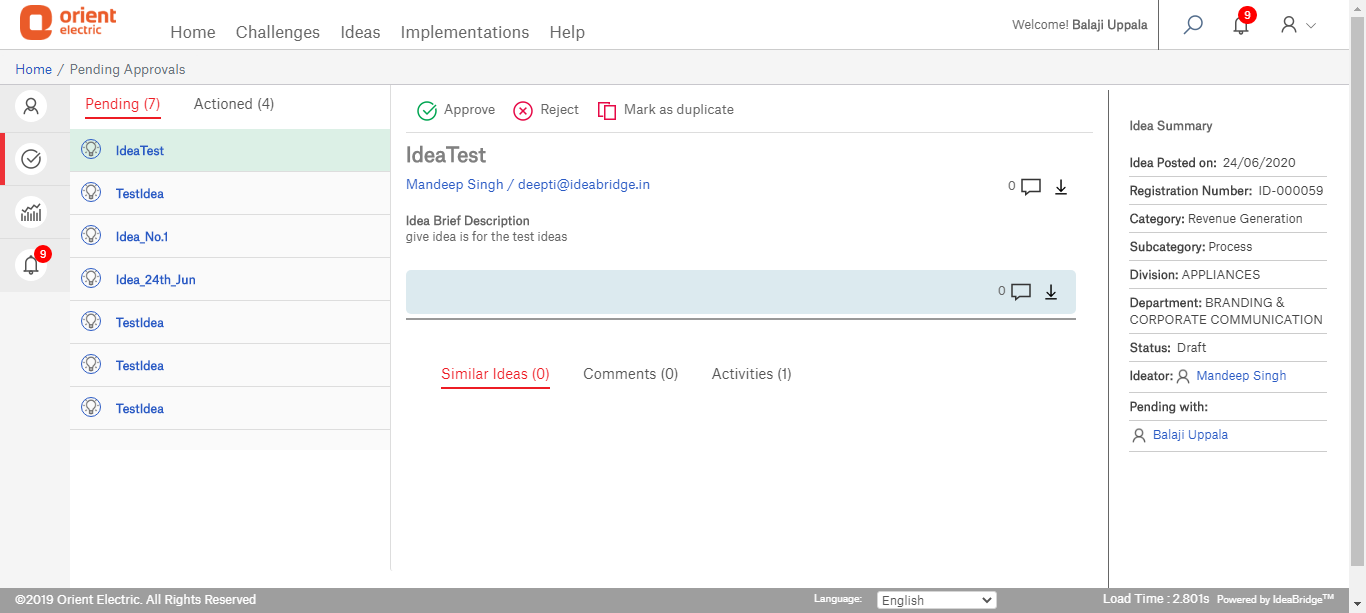 orient
electric
Home Challenges Ideas Implementations Help
Welcome! Balaji Uppala
9
Home / Pending Approvals
9
Pending (7) Actioned (4)
IdeaTest
TestIdea
Idea_No.1
Idea_24th_Jun
TestIdea
TestIdea
TestIdea
Approve Reject Mark as duplicate
IdeaTest
Mandeep Singh / deepti@ideabridge.in
0
Idea Brief Description
give idea is for the test ideas
0
Similar Ideas (0) Comments (0) Activities (1)
Idea Summary
Idea Posted on: 24/06/2020
Registration Number: ID-000059
Category: Revenue Generation
Subcategory: Process
Division: APPLIANCES
Department: BRANDING &
CORPORATE COMMUNICATION
Status: Draft
Ideator: Mandeep Singh
Pending with:
Balaji Uppala
©2019 Orient Electric. All Rights Reserved
Language: English
Load Time : 2.801s Powered by IdeaBridge™